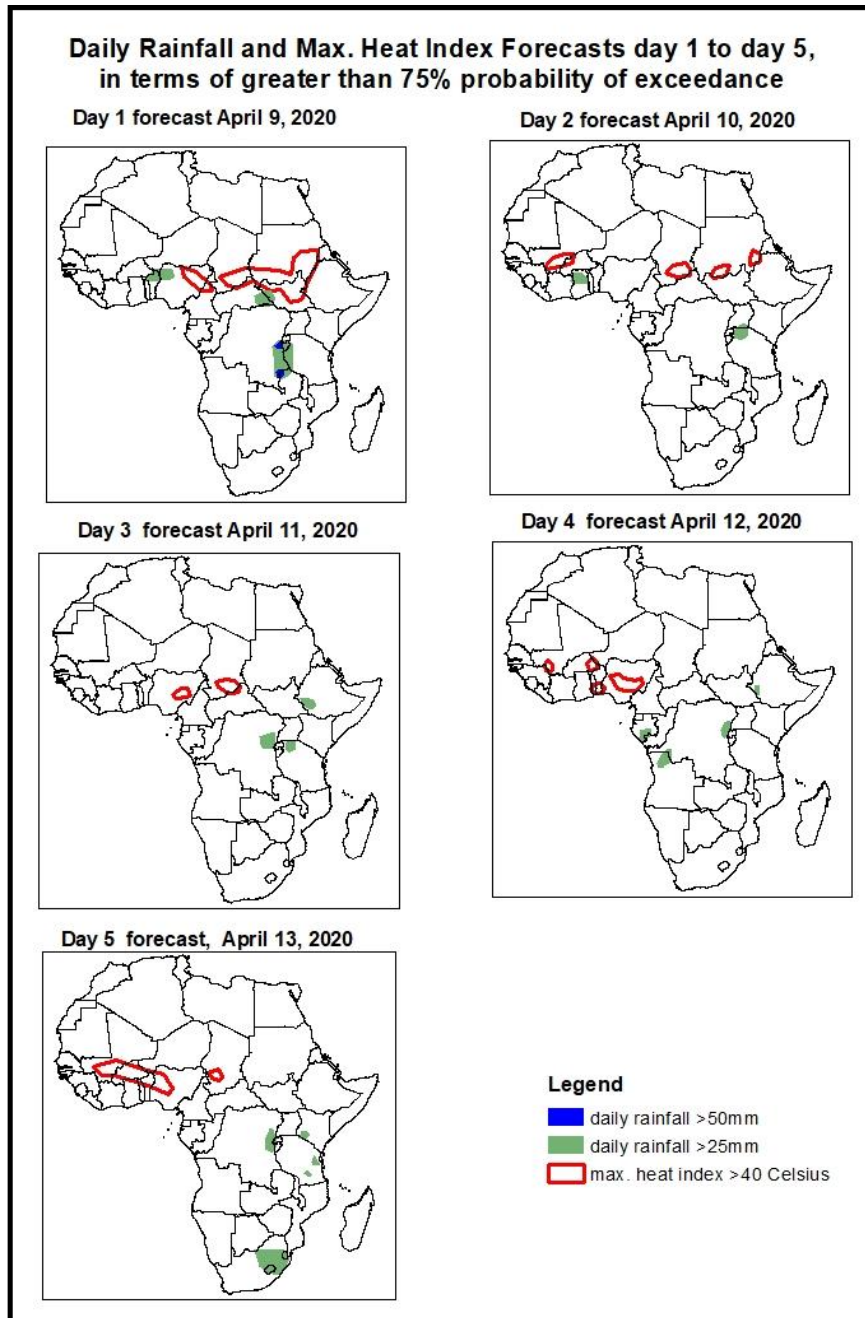 Daily Rainfall and Max. Heat Index Forecasts day 1 to day 5,
in terms of greater than 75% probability of exceedance
Day 1 forecast April 9, 2020
Day 2 forecast April 10, 2020
Day 3 forecast April 11, 2020
Day 4 forecast April 12, 2020
Day 5 forecast, April 13, 2020
Legend
daily rainfall >50mm
daily rainfall >25mm
max. heat index >40 Celsius